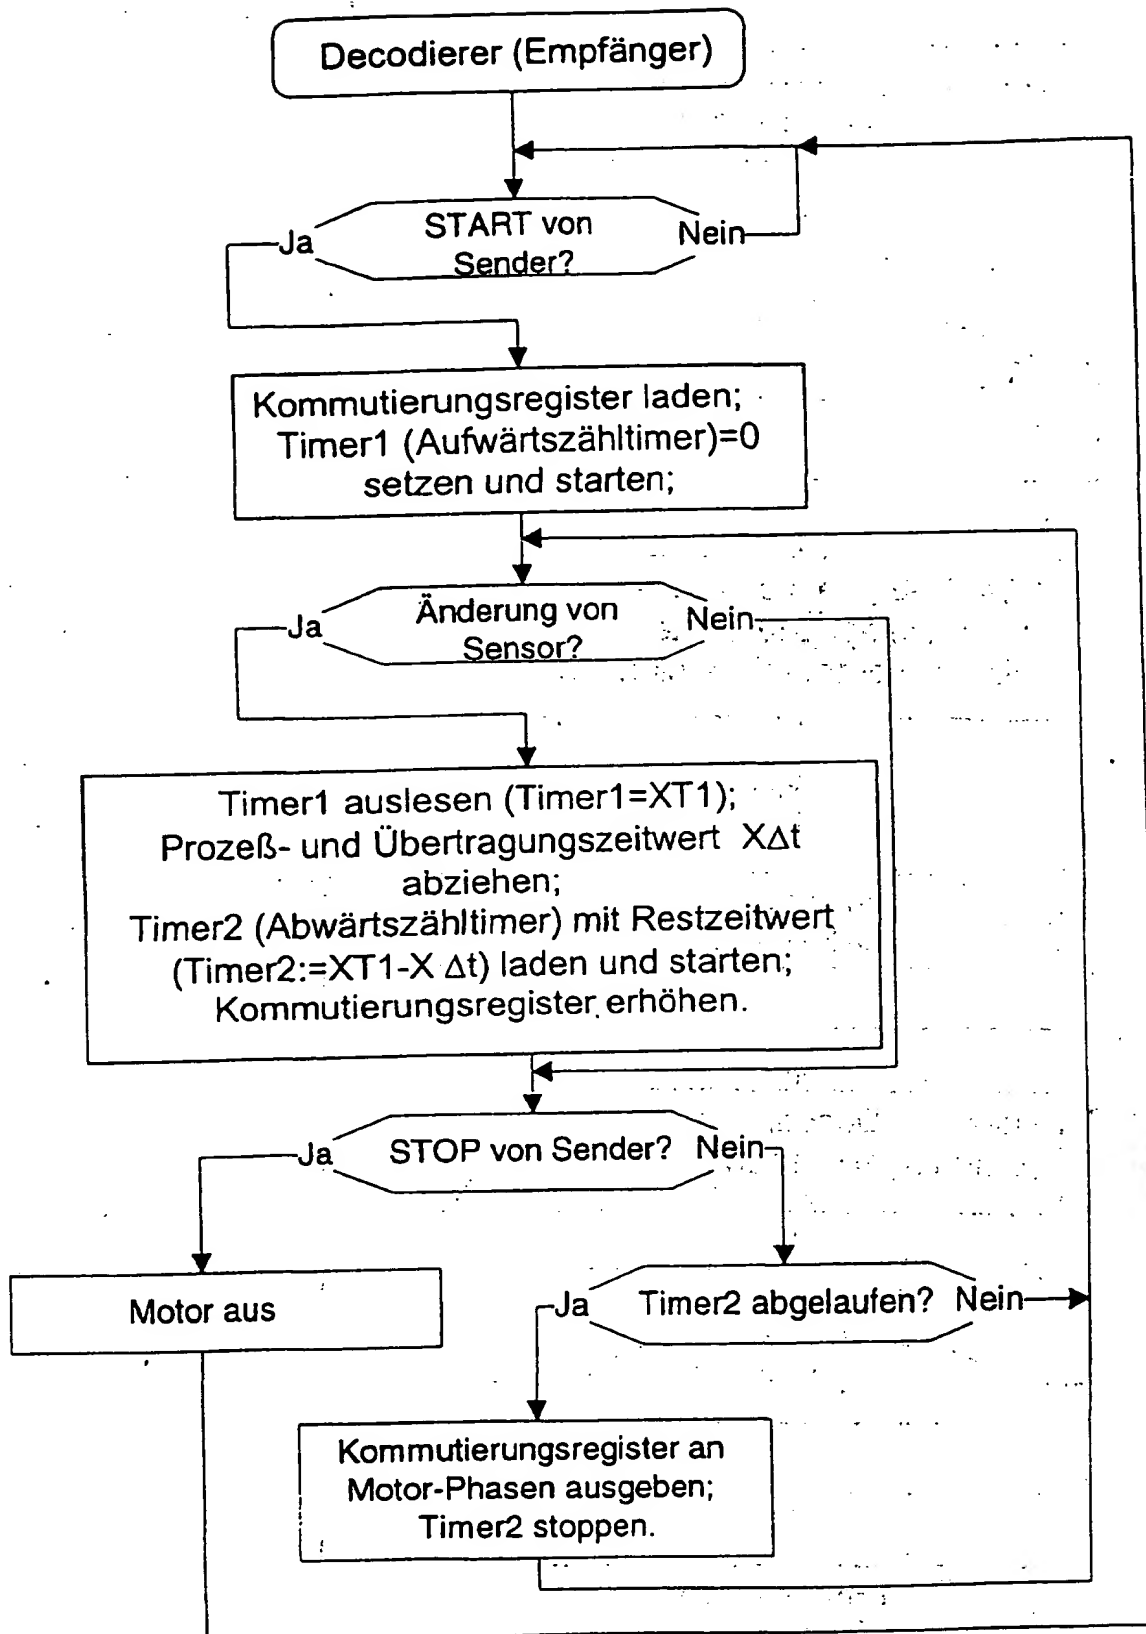 Decodierer (Empfänger)
START von
Sender?
Ja
Nein
Kommutierungsregister laden;
Timer1 (Aufwärtszähltimer)=0
setzen und starten;
Änderung von
Sensor?
Ja
Nein
Timer1 auslesen (Timer1=XT1);
Prozeß- und Übertragungszeitwert XΔt
abziehen;
Timer2 (Abwärtszähltimer) mit Restzeitwert
(Timer2:=XT1-X Δt) laden und starten;
Kommutierungsregister erhöhen.
Ja
STOP von Sender?
Nein
Motor aus
Ja
Timer2 abgelaufen?
Nein
Kommutierungsregister an
Motor-Phasen ausgeben;
Timer2 stoppen.